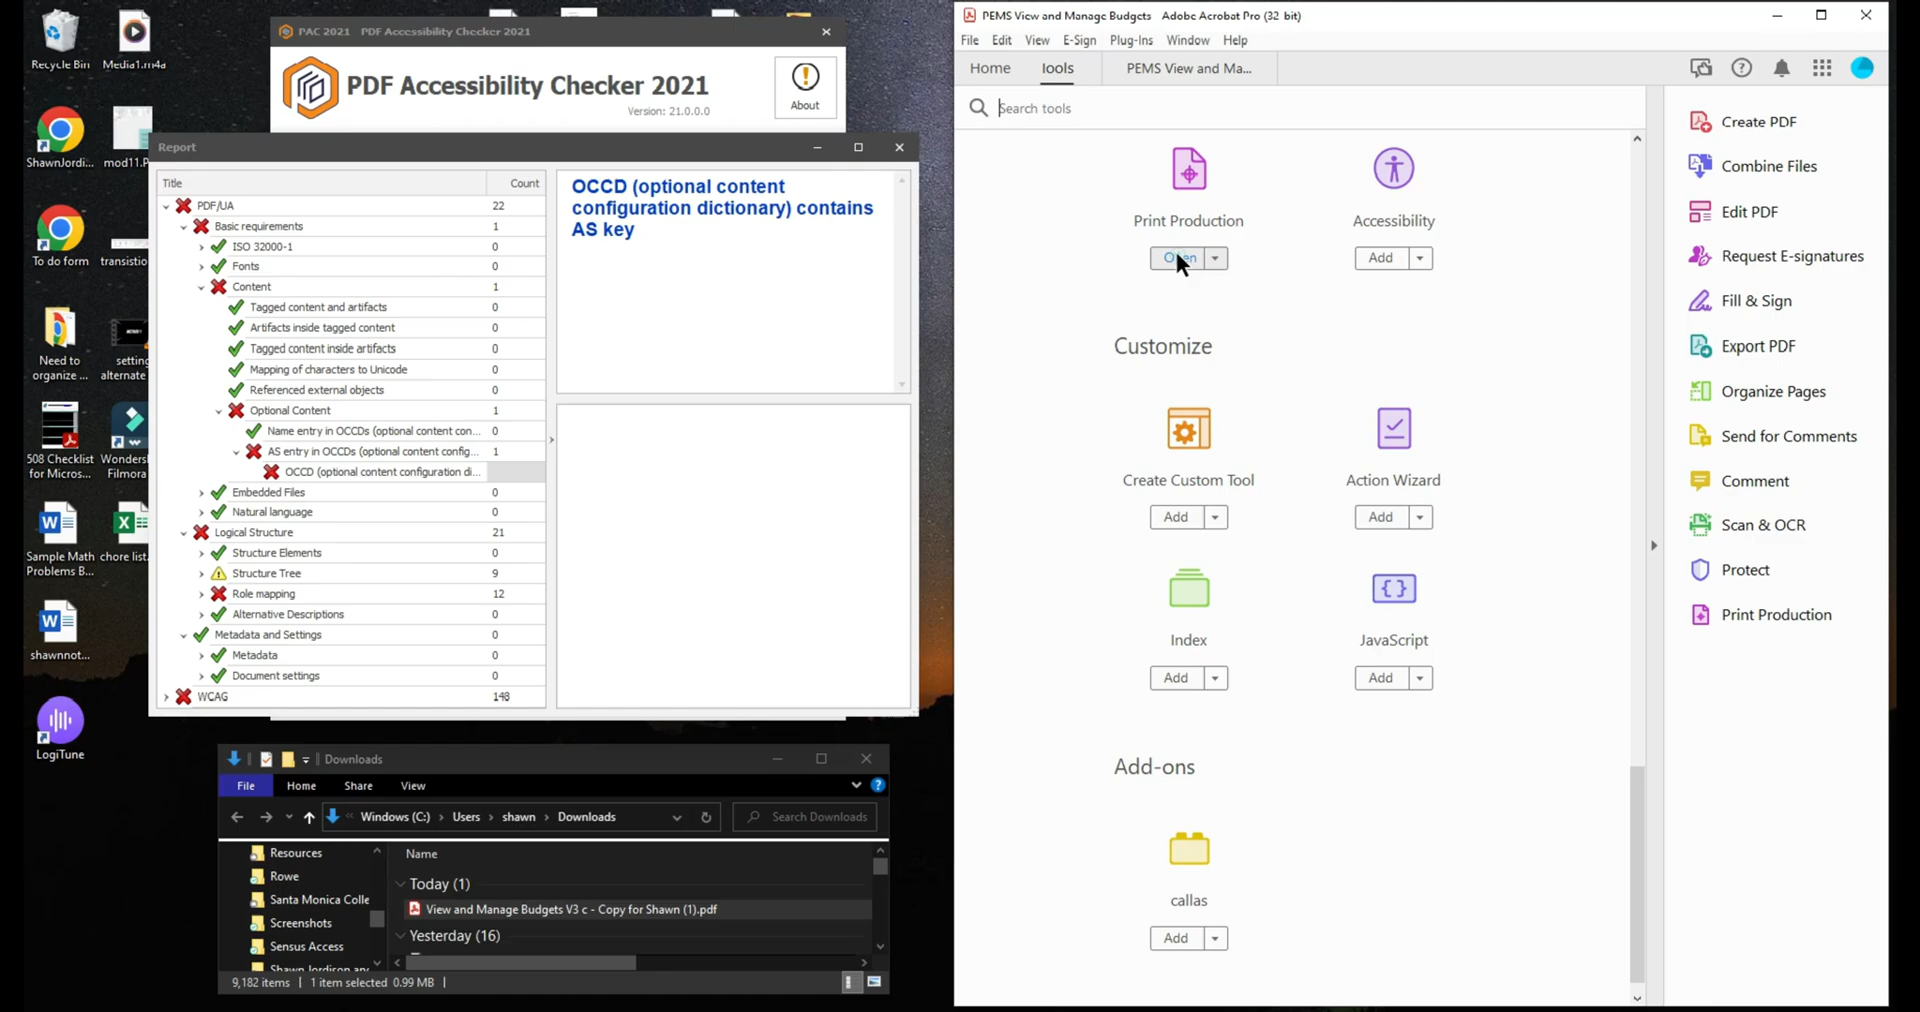 Recycle Bin
Media1.m4a
ShawnJordi...
mod11.P
To do form
transitio
Need to
organize ...
setting
alternate
508 Checklist
for Micros...
Wonders
Filmora
Sample Math
Problems B...
chore list.
shawnnot...
LogiTune
PAC 2021 PDF Accessibility Checker 2021
PDF Accessibility Checker 2021
Version: 21.0.0.0
About
Report
Title
Count
PDF/UA 22
Basic requirements 1
ISO 32000-1 0
Fonts 0
Content 1
Tagged content and artifacts 0
Artifacts inside tagged content 0
Tagged content inside artifacts 0
Mapping of characters to Unicode 0
Referenced external objects 0
Optional Content 1
Name entry in OCCDs (optional content con... 0
AS entry in OCCDs (optional content config... 1
OCCD (optional content configuration di...
Embedded Files 0
Natural language 0
Logical Structure 21
Structure Elements 0
Structure Tree 9
Role mapping 12
Alternative Descriptions 0
Metadata and Settings 0
Metadata 0
Document settings 0
WCAG 148
OCCD (optional content
configuration dictionary) contains
AS key
Downloads
File Home Share View
Windows (C:) Users shawn Downloads
Search Downloads
Resources
Rowe
Santa Monica Colle
Screenshots
Sensus Access
Name
Today (1)
View and Manage Budgets V3 c - Copy for Shawn (1).pdf
Yesterday (16)
9,182 items 1 item selected 0.99 MB
PEMS View and Manage Budgets Adobe Acrobat Pro (32-bit)
File Edit View E-Sign Plug-Ins Window Help
Home Tools PEMS View and Ma...
Search tools
Print Production
Accessibility
Open
Add
Customize
Create Custom Tool
Action Wizard
Add
Add
Index
JavaScript
Add
Add
Add-ons
callas
Add
Create PDF
Combine Files
Edit PDF
Request E-signatures
Fill & Sign
Export PDF
Organize Pages
Send for Comments
Comment
Scan & OCR
Protect
Print Production